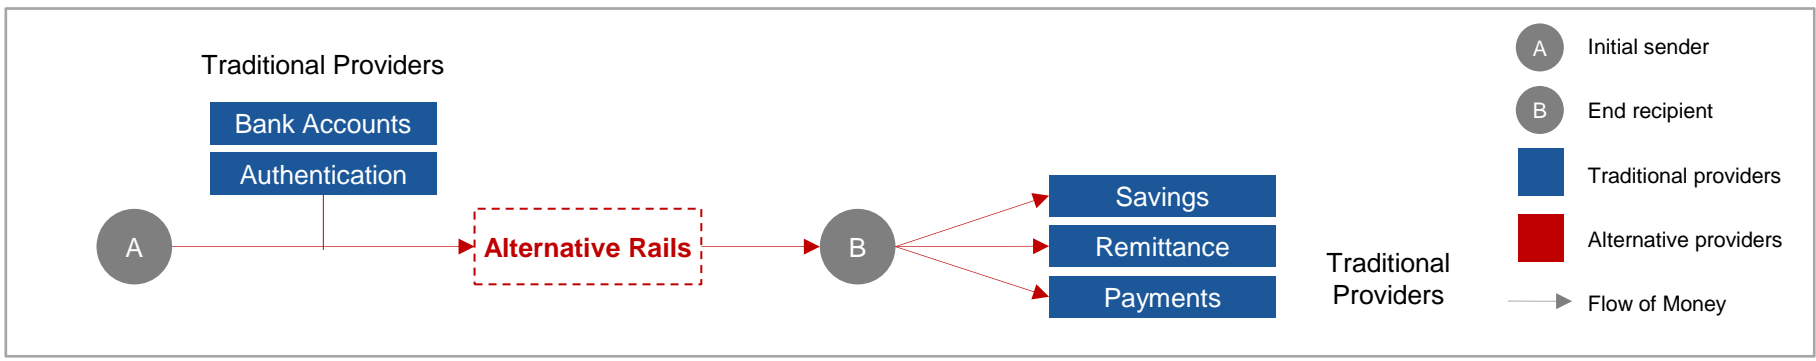 Traditional Providers
Bank Accounts
Authentication
A
Alternative Rails
B
Savings
Remittance
Payments
Traditional
Providers
A Initial sender
B End recipient
Traditional providers
Alternative providers
Flow of Money